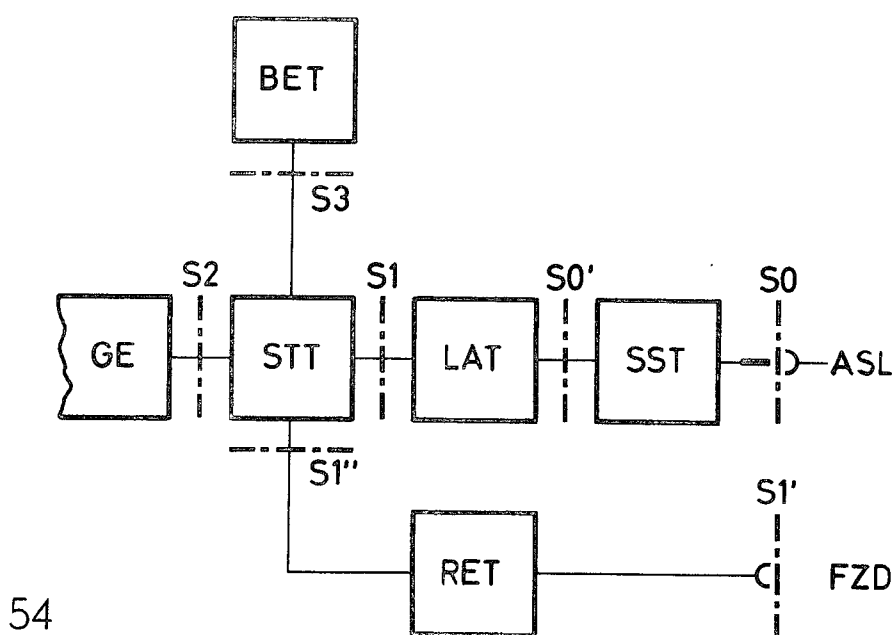 BET
S3
S2 S1 S0' S0
GE STT LAT SST ASL
S1" S1'
RET FZD
54